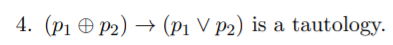 4. (p₁ ⊕ p₂) → (p₁ ∨ p₂) is a tautology.